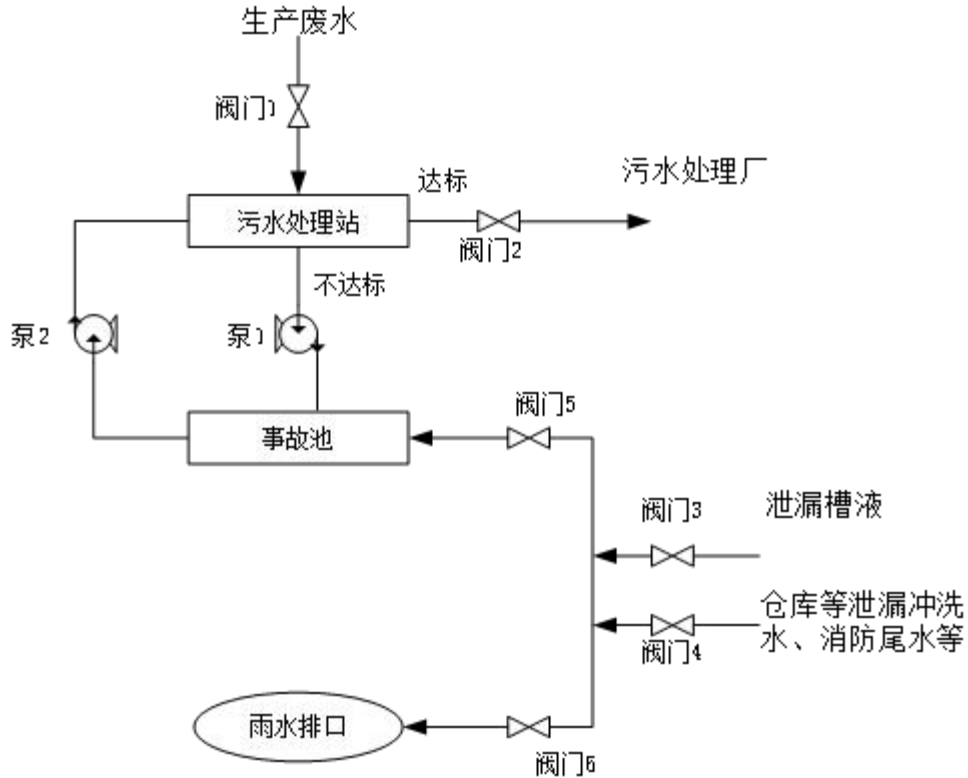 生产废水
阀门1
污水处理厂
达标
污水处理站
阀门2
不达标
泵2
泵1
阀门5
事故池
阀门3
泄漏槽液
仓库等泄漏冲洗
水、消防尾水等
阀门4
雨水排口
阀门6